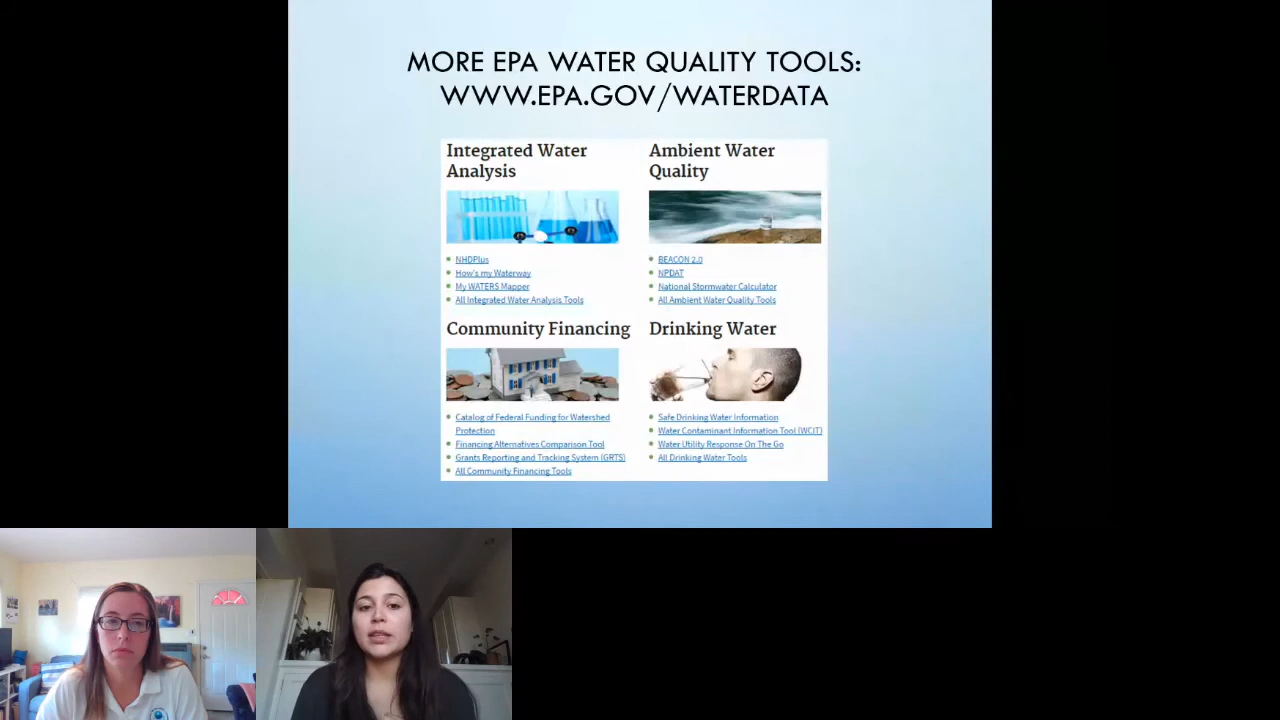 MORE EPA WATER QUALITY TOOLS:
WWW.EPA.GOV/WATERDATA
Integrated Water
Analysis
NHDPlus
How's my Waterway
My WATERS Mapper
All Integrated Water Analysis Tools
Ambient Water
Quality
BEACON 2.0
NPDAT
National Stormwater Calculator
All Ambient Water Quality Tools
Community Financing
Catalog of Federal Funding for Watershed
Protection
Financing Alternatives Comparison Tool
Grants Reporting and Tracking System (GRTS)
All Community Financing Tools
Drinking Water
Safe Drinking Water Information
Water Contaminant Information Tool (WCIT)
Water Utility Response On The Go
All Drinking Water Tools